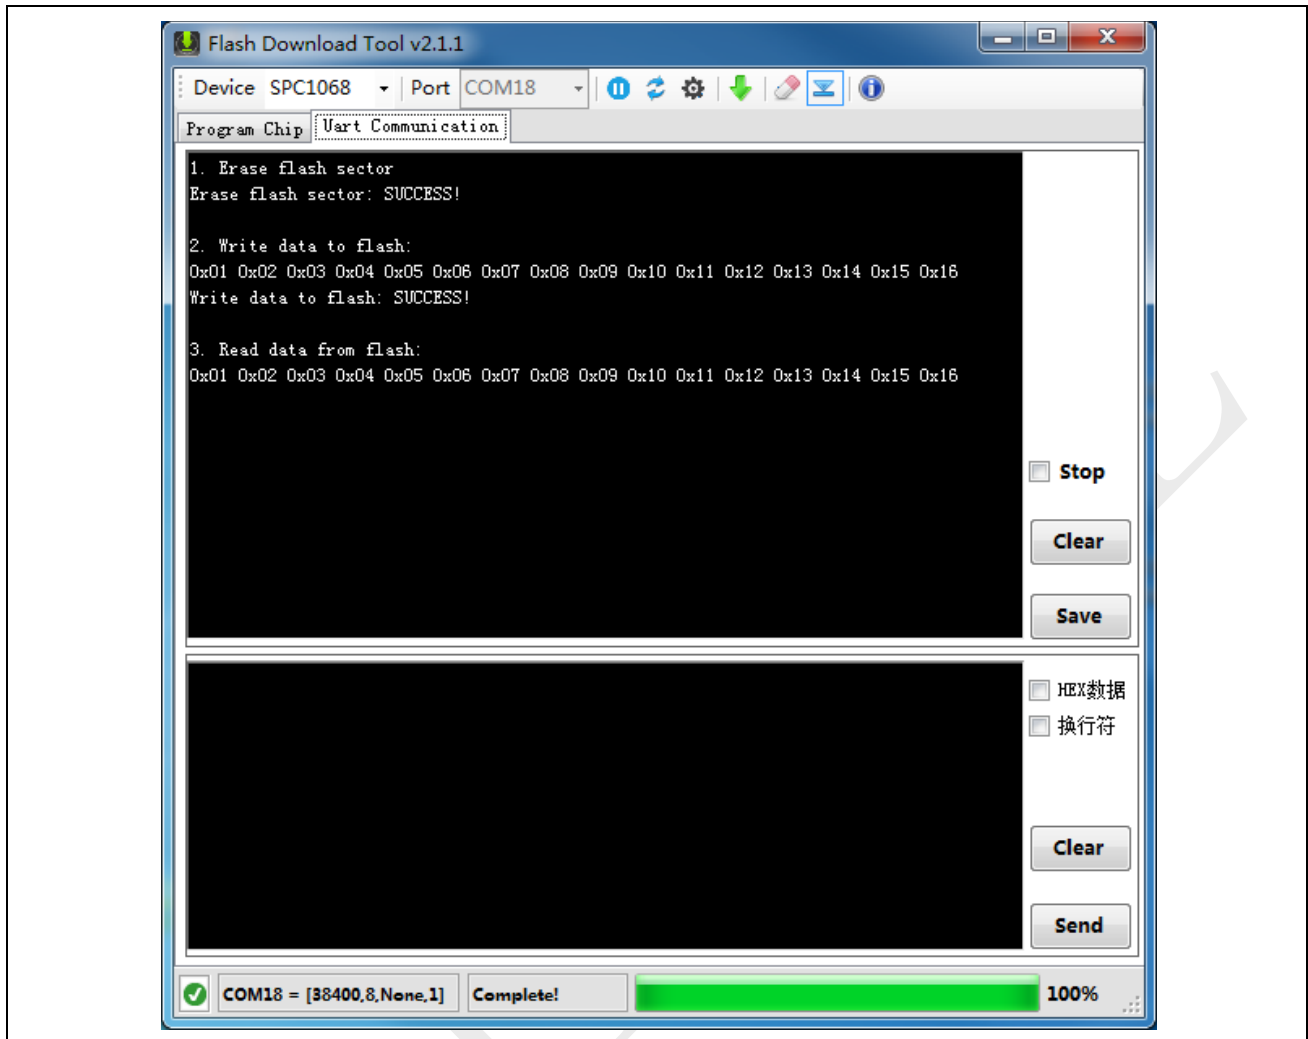 Flash Download Tool v2.1.1
Device SPC1068 Port COM18
Program Chip Uart Communication
1. Erase flash sector
Erase flash sector: SUCCESS!
2. Write data to flash:
0x01 0x02 0x03 0x04 0x05 0x06 0x07 0x08 0x09 0x10 0x11 0x12 0x13 0x14 0x15 0x16
Write data to flash: SUCCESS!
3. Read data from flash:
0x01 0x02 0x03 0x04 0x05 0x06 0x07 0x08 0x09 0x10 0x11 0x12 0x13 0x14 0x15 0x16
Stop
Clear
Save
HEX数据
换行符
Clear
Send
COM18 = [38400,8,None,1] Complete! 100%